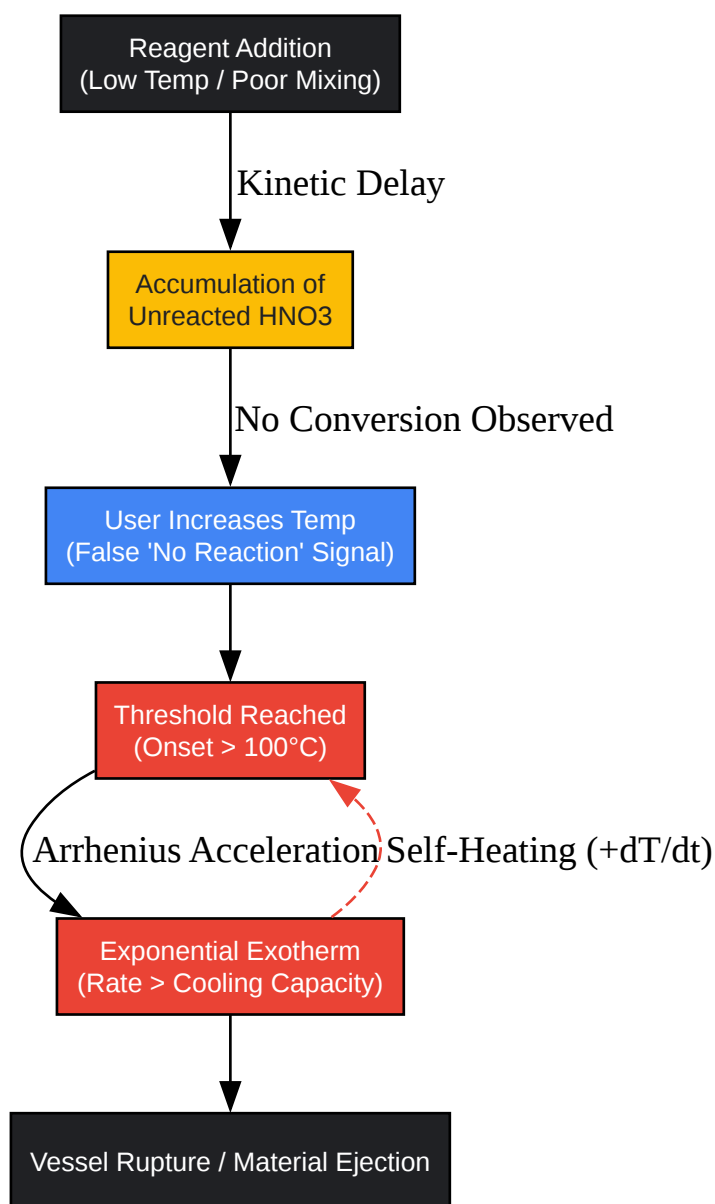 Reagent Addition
(Low Temp / Poor Mixing)
Kinetic Delay
Accumulation of
Unreacted HNO3
No Conversion Observed
User Increases Temp
(False 'No Reaction' Signal)
Threshold Reached
(Onset > 100°C)
Arrhenius Acceleration
Self-Heating (+dT/dt)
Exponential Exotherm
(Rate > Cooling Capacity)
Vessel Rupture / Material Ejection